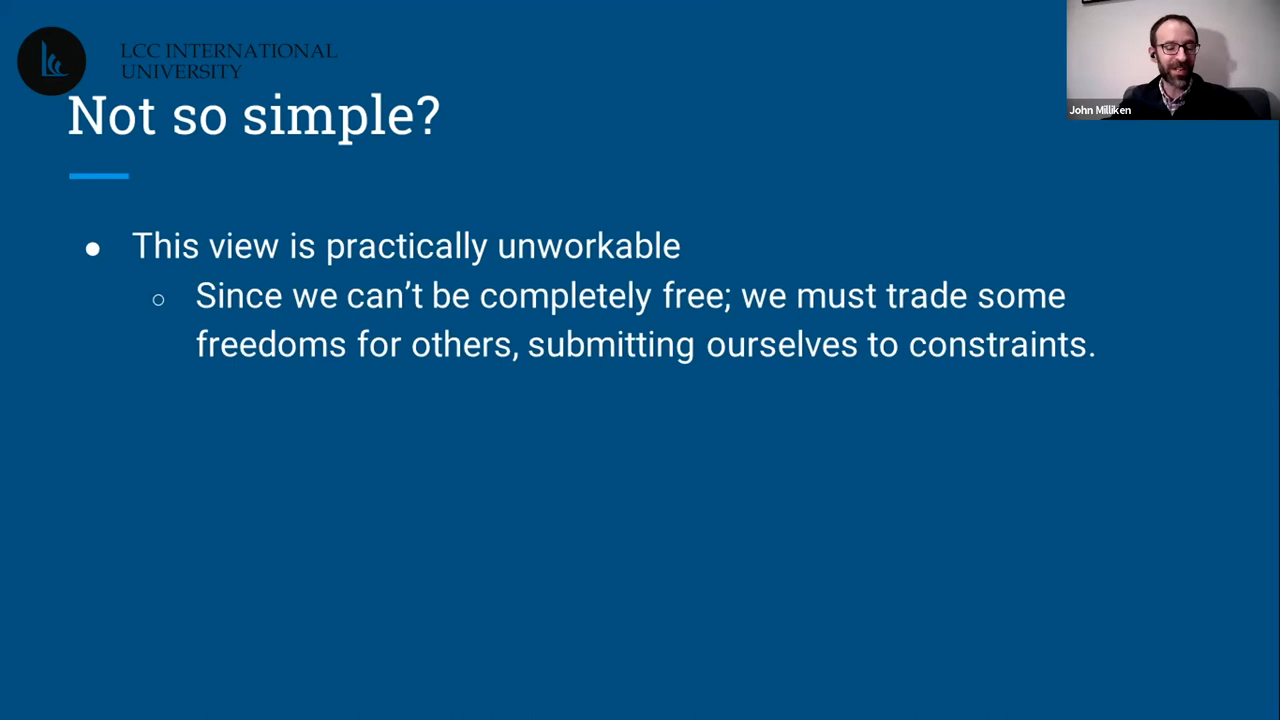 LCC INTERNATIONAL
UNIVERSITY
John Milliken
Not so simple?
● This view is practically unworkable
○ Since we can’t be completely free; we must trade some
freedoms for others, submitting ourselves to constraints.